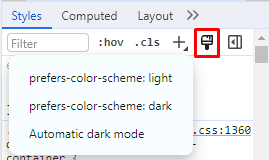 Styles Computed Layout »
Filter :hov .cls
prefers-color-scheme: light
prefers-color-scheme: dark
Automatic dark mode
.css:1360
container